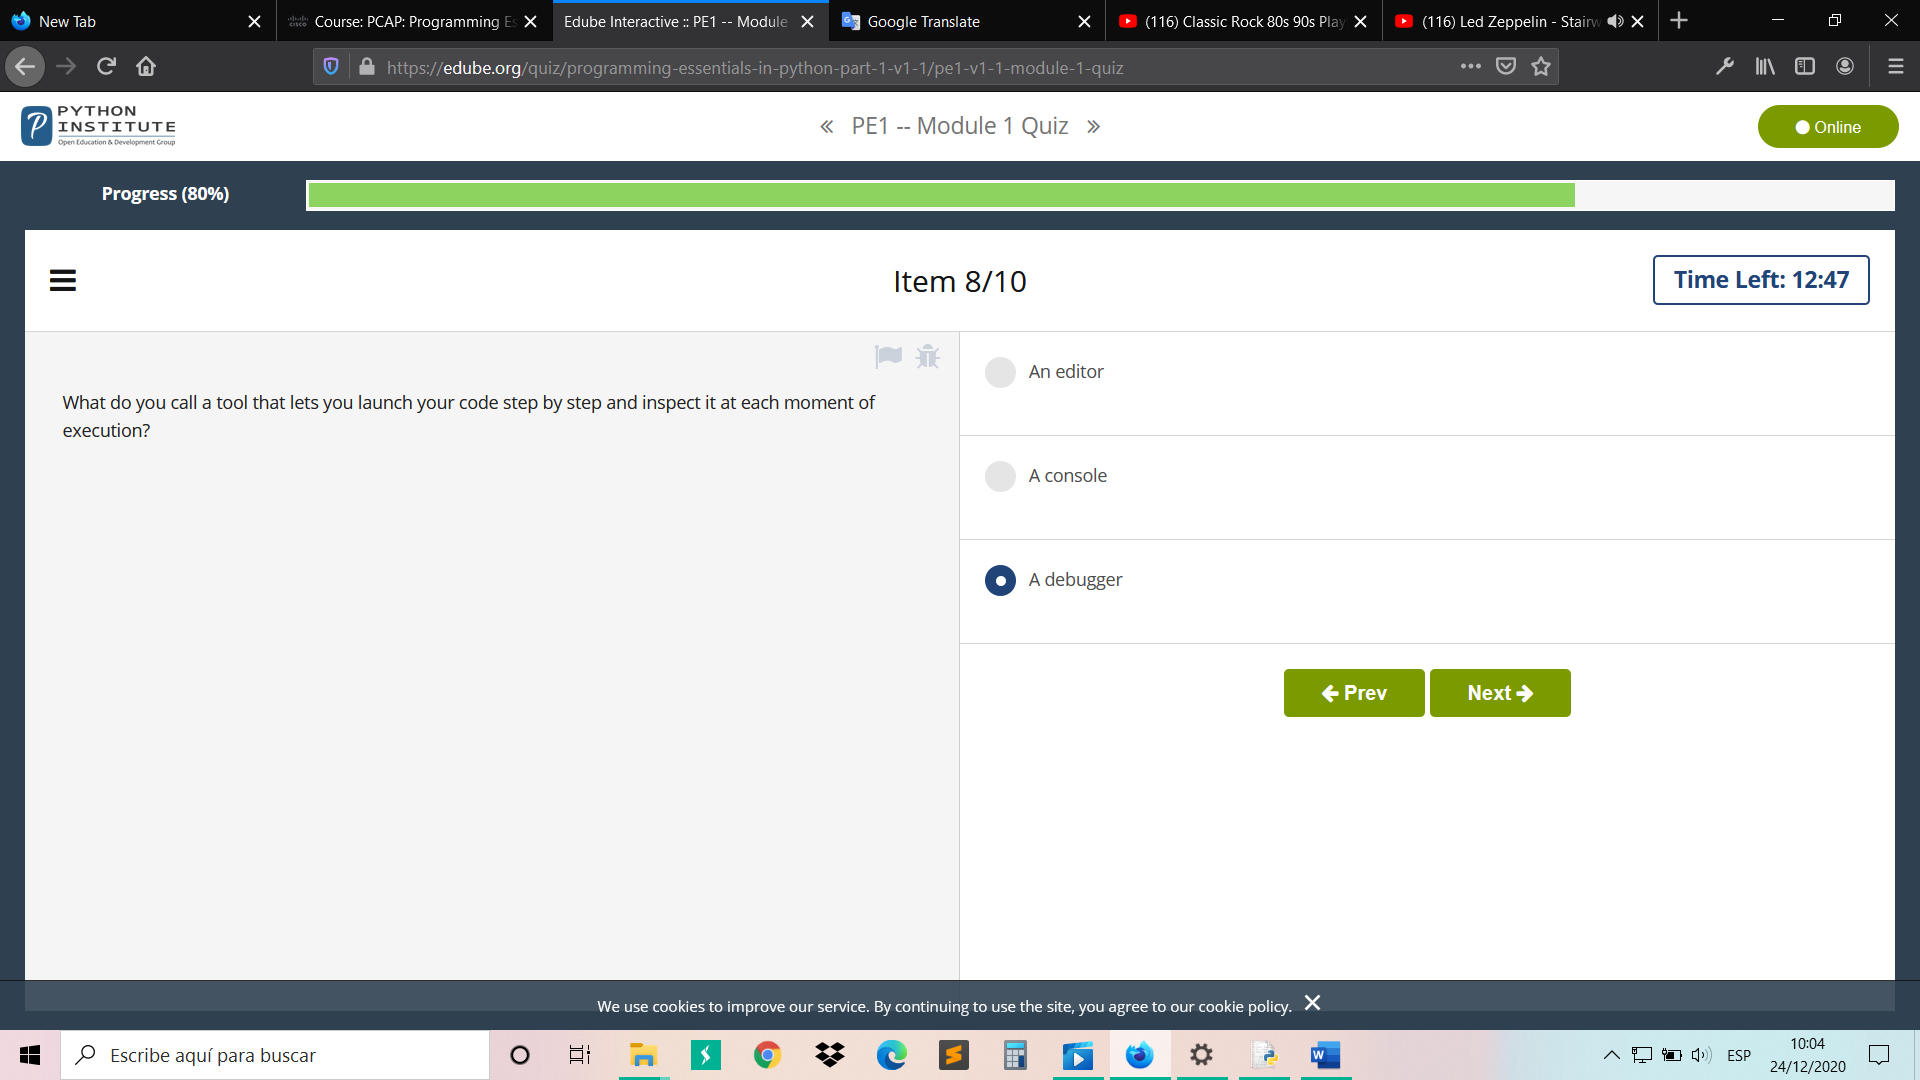 New Tab
Course: PCAP: Programming Es
Edube Interactive :: PE1 -- Module
Google Translate
(116) Classic Rock 80s 90s Play
(116) Led Zeppelin - Stairw
https://edube.org/quiz/programming-essentials-in-python-part-1-v1-1/pe1-v1-1-module-1-quiz
PYTHON
INSTITUTE
Open Education & Development Group
« PE1 -- Module 1 Quiz »
Online
Progress (80%)
Item 8/10
Time Left: 12:47
What do you call a tool that lets you launch your code step by step and inspect it at each moment of
execution?
An editor
A console
A debugger
Prev
Next
We use cookies to improve our service. By continuing to use the site, you agree to our cookie policy.
Escribe aquí para buscar
ESP
10:04
24/12/2020